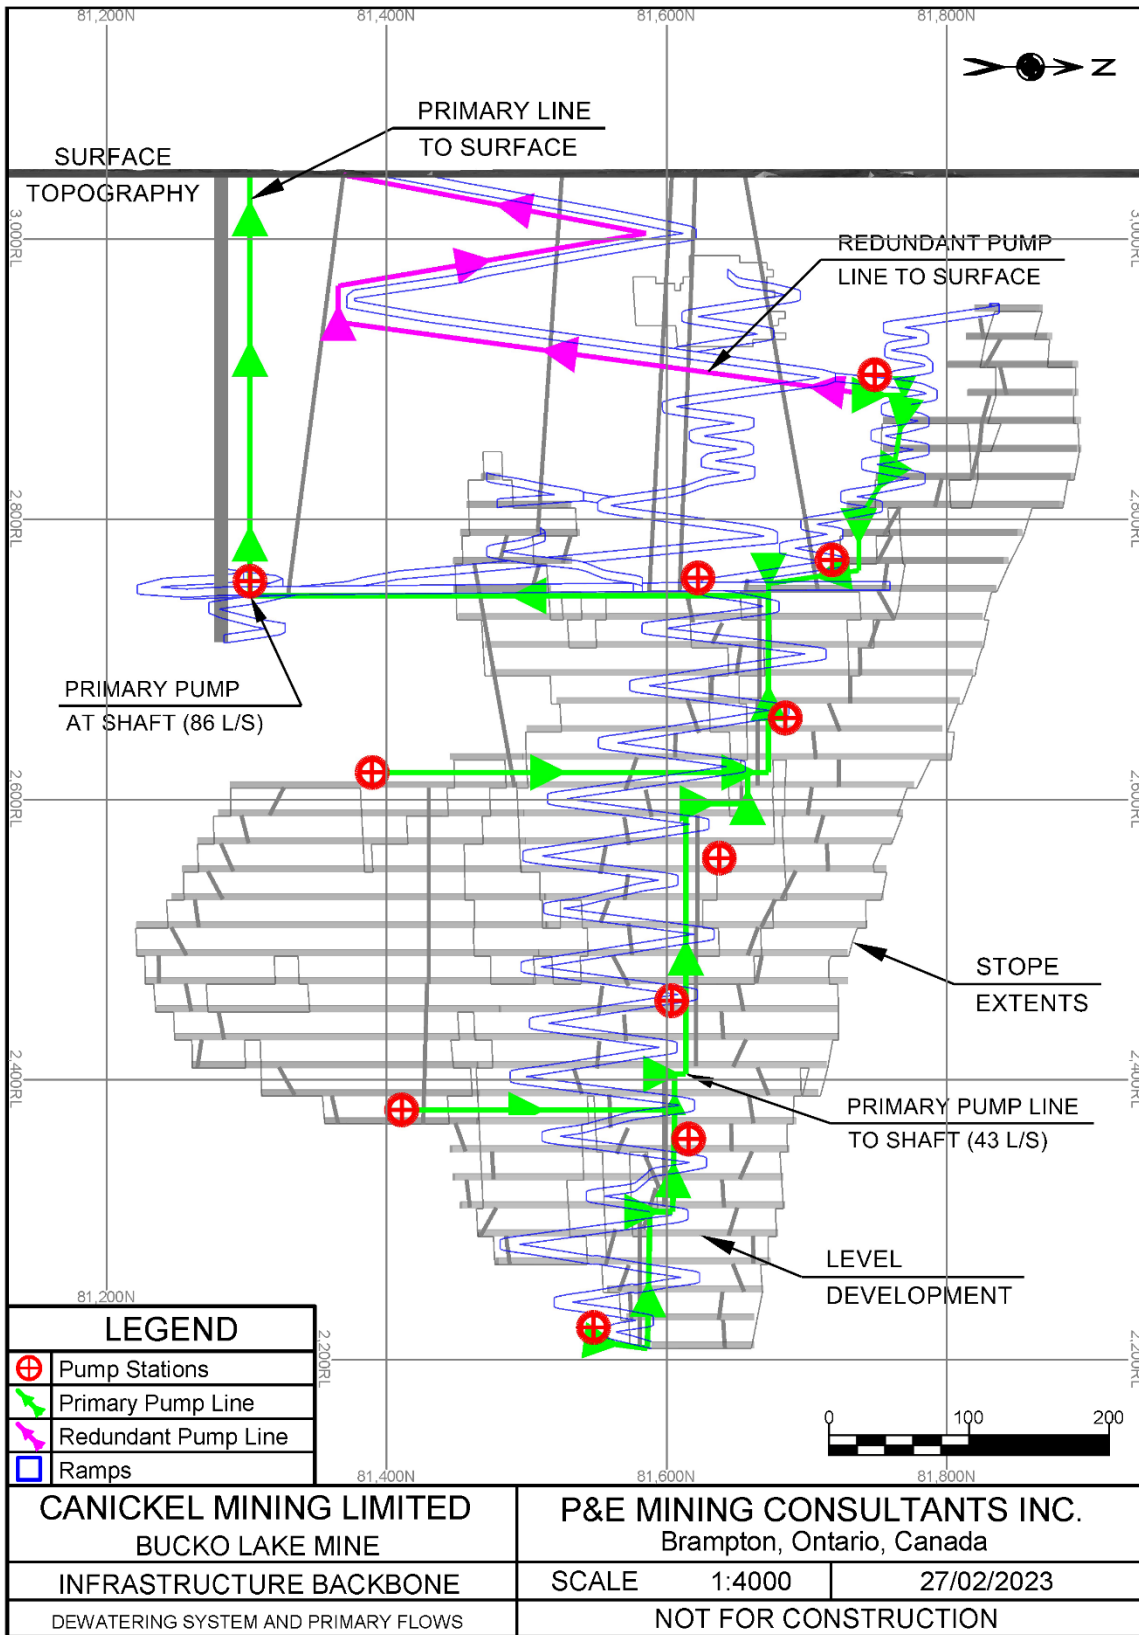 81,200N
81,400N
81,600N
81,800N
N
PRIMARY LINE
TO SURFACE
SURFACE
TOPOGRAPHY
3,000RL
3,000RL
REDUNDANT PUMP
LINE TO SURFACE
2,800RL
2,800RL
PRIMARY PUMP
AT SHAFT (86 L/S)
2,600RL
2,600RL
STOPE
EXTENTS
2,400RL
2,400RL
PRIMARY PUMP LINE
TO SHAFT (43 L/S)
LEVEL
DEVELOPMENT
81,200N
2,200RL
2,200RL
LEGEND
Pump Stations
Primary Pump Line
Redundant Pump Line
Ramps
0
100
200
81,400N
81,600N
81,800N
CANICKEL MINING LIMITED
BUCKO LAKE MINE
P&E MINING CONSULTANTS INC.
Brampton, Ontario, Canada
INFRASTRUCTURE BACKBONE
SCALE 1:4000
27/02/2023
DEWATERING SYSTEM AND PRIMARY FLOWS
NOT FOR CONSTRUCTION